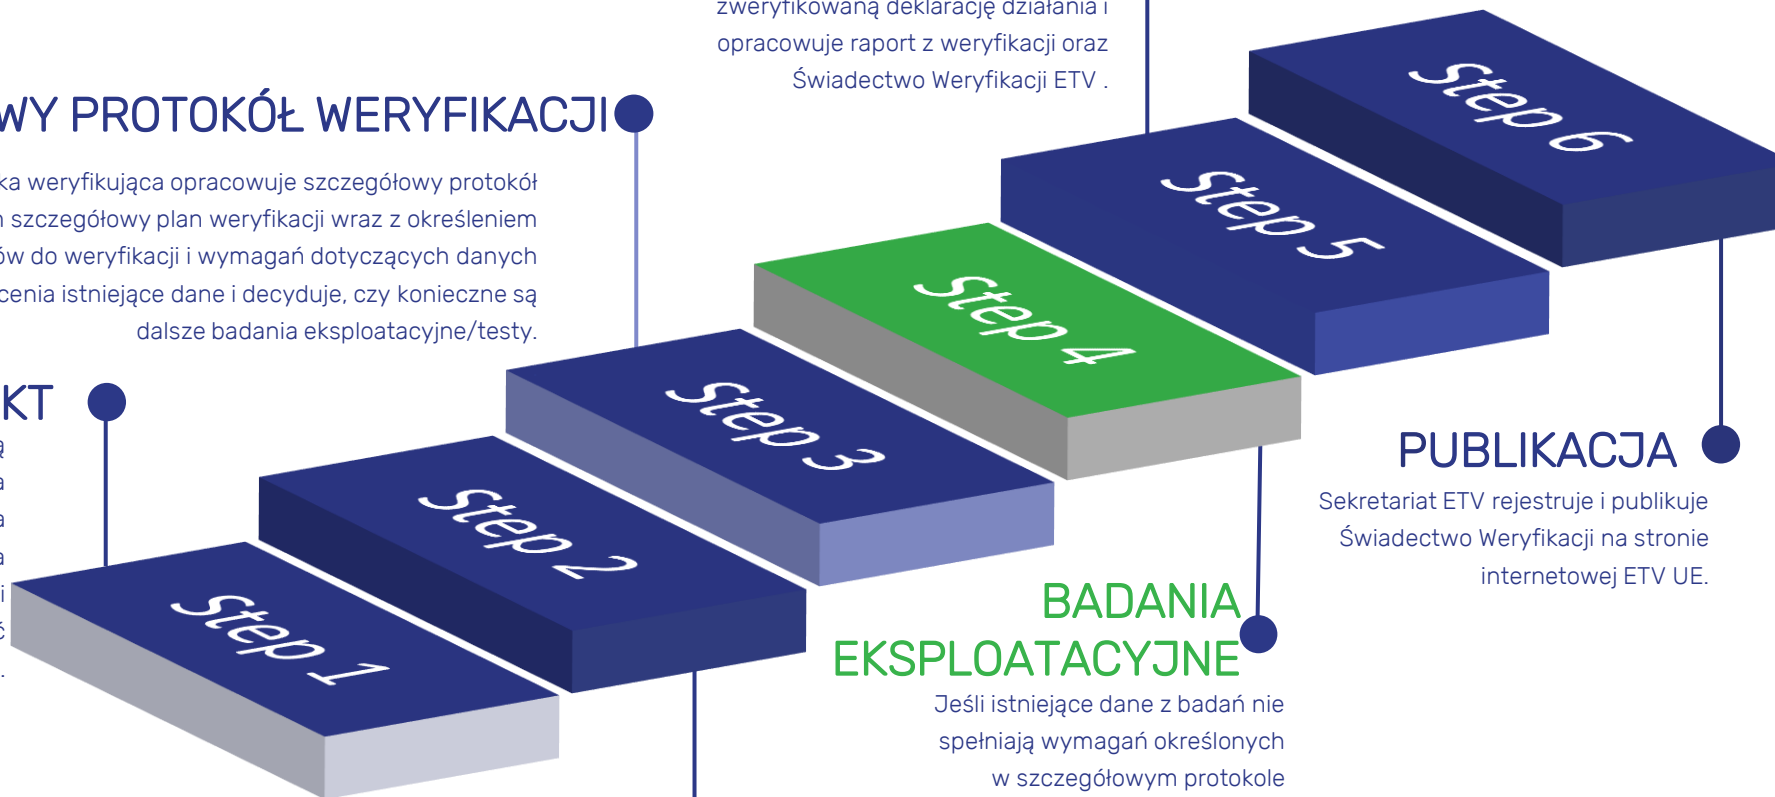 zweryfikowaną deklarację działania i
opracowuje raport z weryfikacji oraz
Świadectwo Weryfikacji ETV .
WY PROTOKÓŁ WERYFIKACJI
ka weryfikująca opracowuje szczegółowy protokół
szczegółowy plan weryfikacji wraz z określeniem
ów do weryfikacji i wymagań dotyczących danych
cenia istniejące dane i decyduje, czy konieczne są
dalsze badania eksploatacyjne/testy.
KT
ą
a
a
a
i
ć
.
Step 1
Step 2
Step 3
Step 4
Step 5
Step 6
BADANIA
EKSPLOATACYJNE
Jeśli istniejące dane z badań nie
spełniają wymagań określonych
w szczegółowym protokole
PUBLIKACJA
Sekretariat ETV rejestruje i publikuje
Świadectwo Weryfikacji na stronie
internetowej ETV UE.